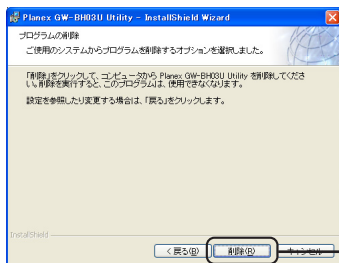 Planex GW-BH03U Utility - InstallShield Wizard
プログラムの削除
ご使用のシステムからプログラムを削除するオプションを選択しました。
「削除」をクリックして、コンピュータから Planex GW-BH03U Utility を削除してくださ
い。削除を実行すると、このプログラムは、使用できなくなります。
設定を参照したり変更する場合は、「戻る」をクリックします。
InstallShield
< 戻る(B)
削除(R)
キャンセル